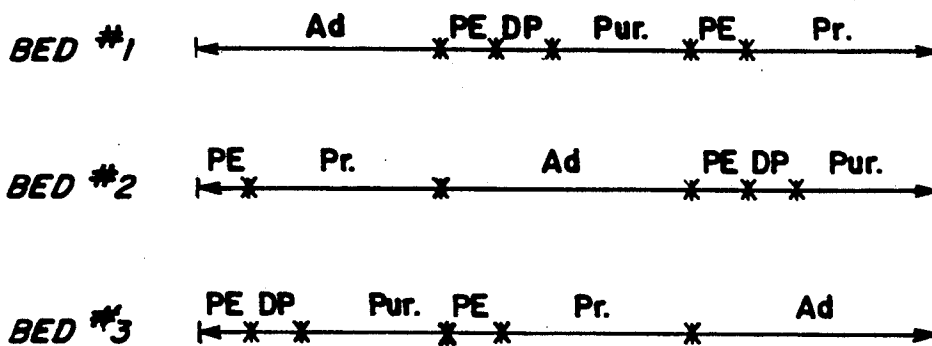 BED #1 Ad PE DP Pur. PE Pr.
BED #2 PE Pr. Ad PE DP Pur.
BED #3 PE DP Pur. PE Pr. Ad